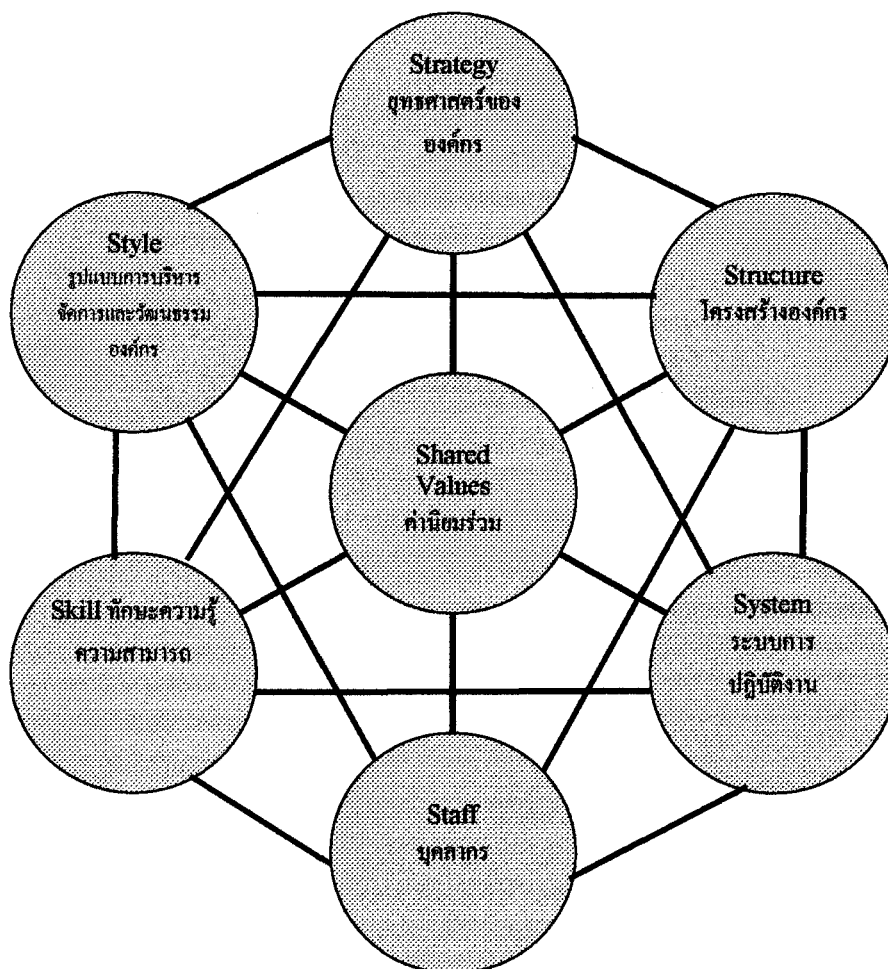 Strategy
ยุทธศาสตร์ของ
องค์กร
Style
รูปแบบการบริหาร
จัดการและวัฒนธรรม
องค์กร
Structure
โครงสร้างองค์กร
Shared
Values
ค่านิยมร่วม
Skill ทักษะความรู้
ความสามารถ
System
ระบบการ
ปฏิบัติงาน
Staff
บุคลากร